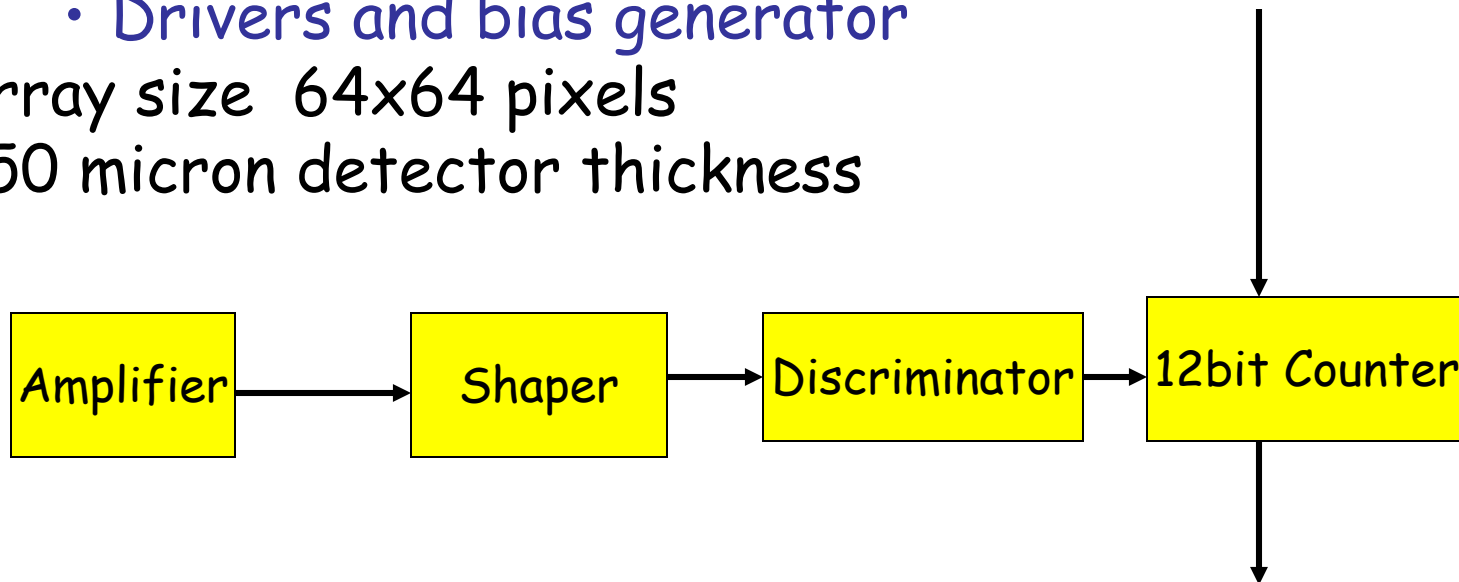 • Drivers and bias generator
rray size 64x64 pixels
50 micron detector thickness
Amplifier
Shaper
Discriminator
12bit Counter